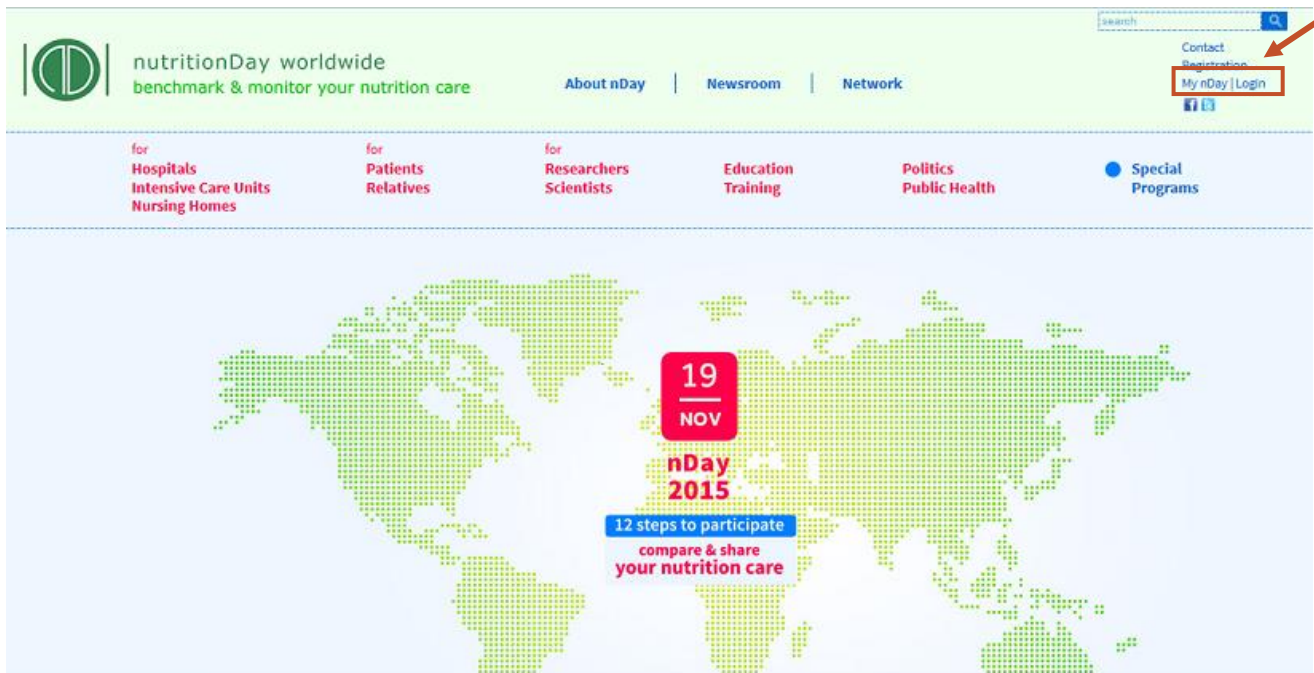 search
Contact
Registration
My nDay | Login
nutritionDay worldwide
benchmark & monitor your nutrition care
About nDay | Newsroom | Network
for
Hospitals
Intensive Care Units
Nursing Homes
for
Patients
Relatives
for
Researchers
Scientists
Education
Training
Politics
Public Health
Special
Programs
19
NOV
nDay
2015
12 steps to participate
compare & share
your nutrition care